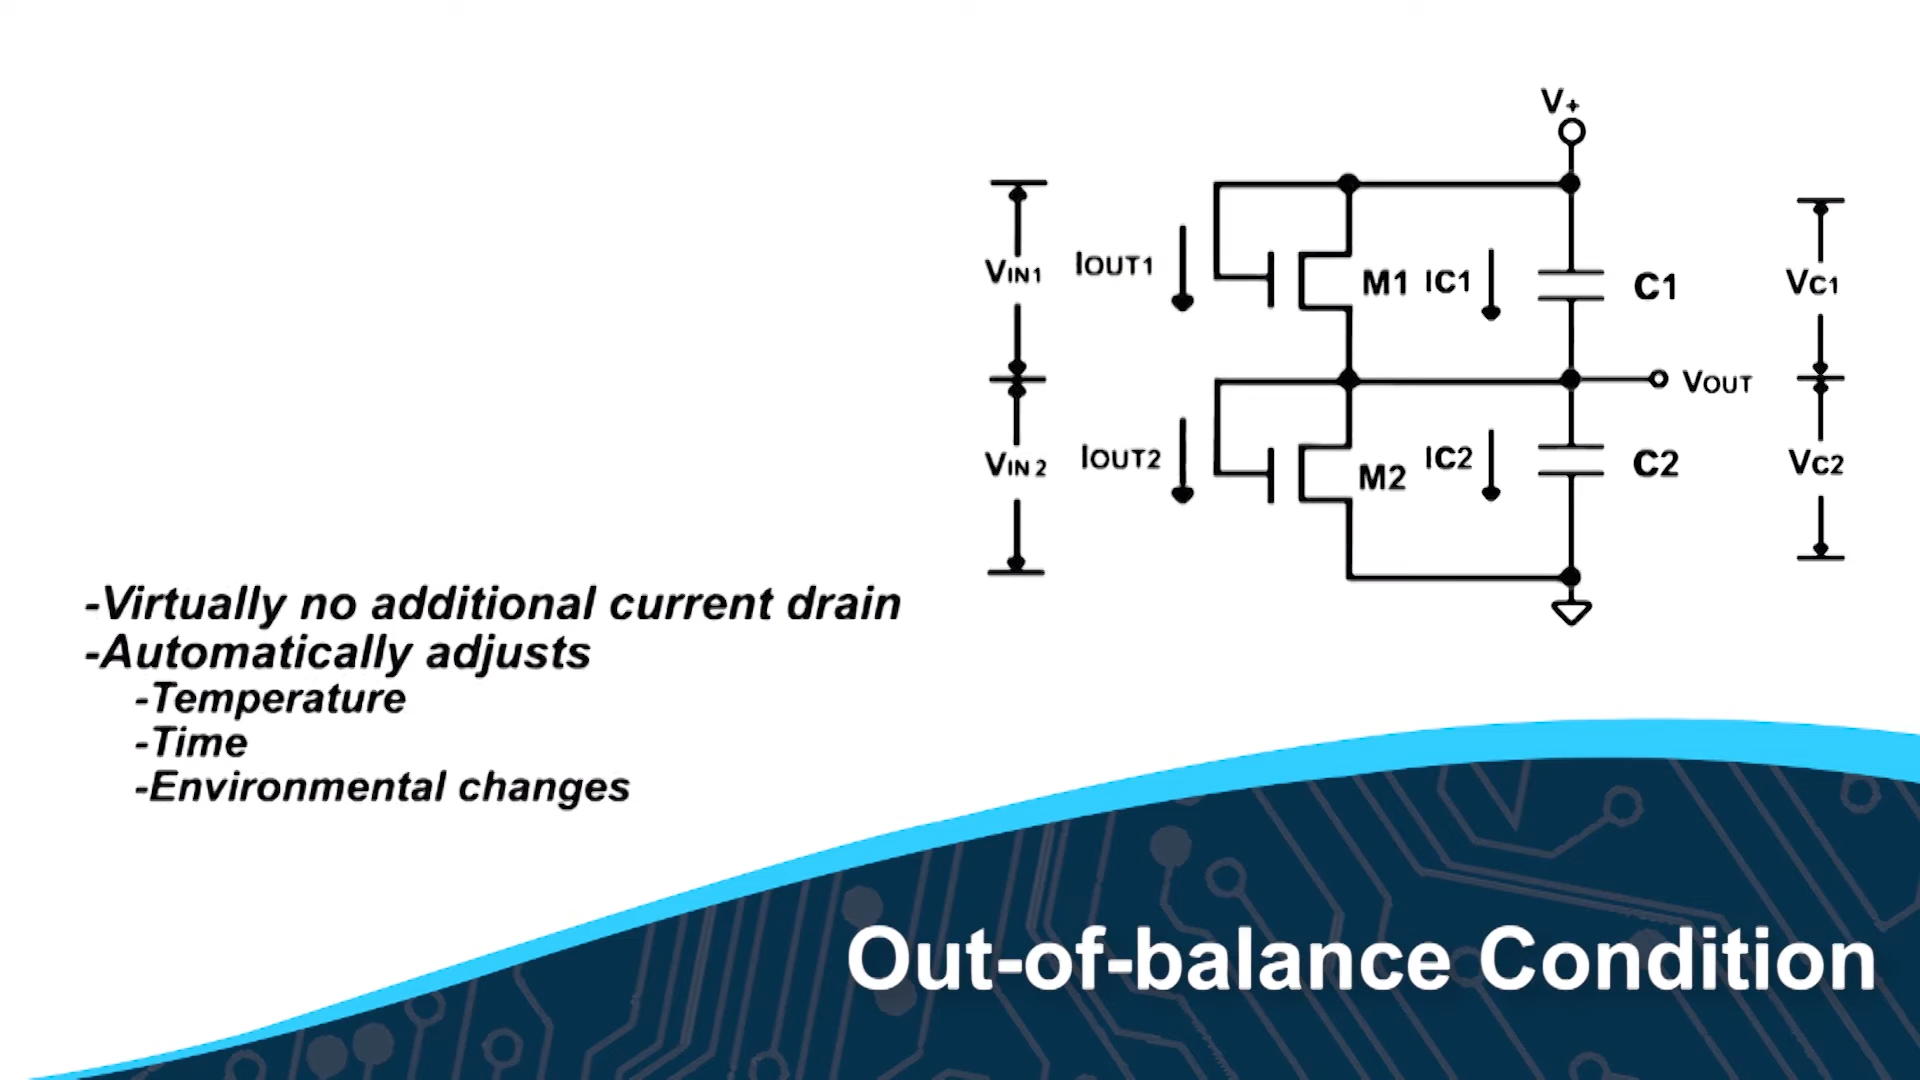 V+
VIN1
IOUT1
M1
IC1
C1
VC1
VOUT
VIN2
IOUT2
M2
IC2
C2
VC2
-Virtually no additional current drain
-Automatically adjusts
-Temperature
-Time
-Environmental changes
Out-of-balance Condition